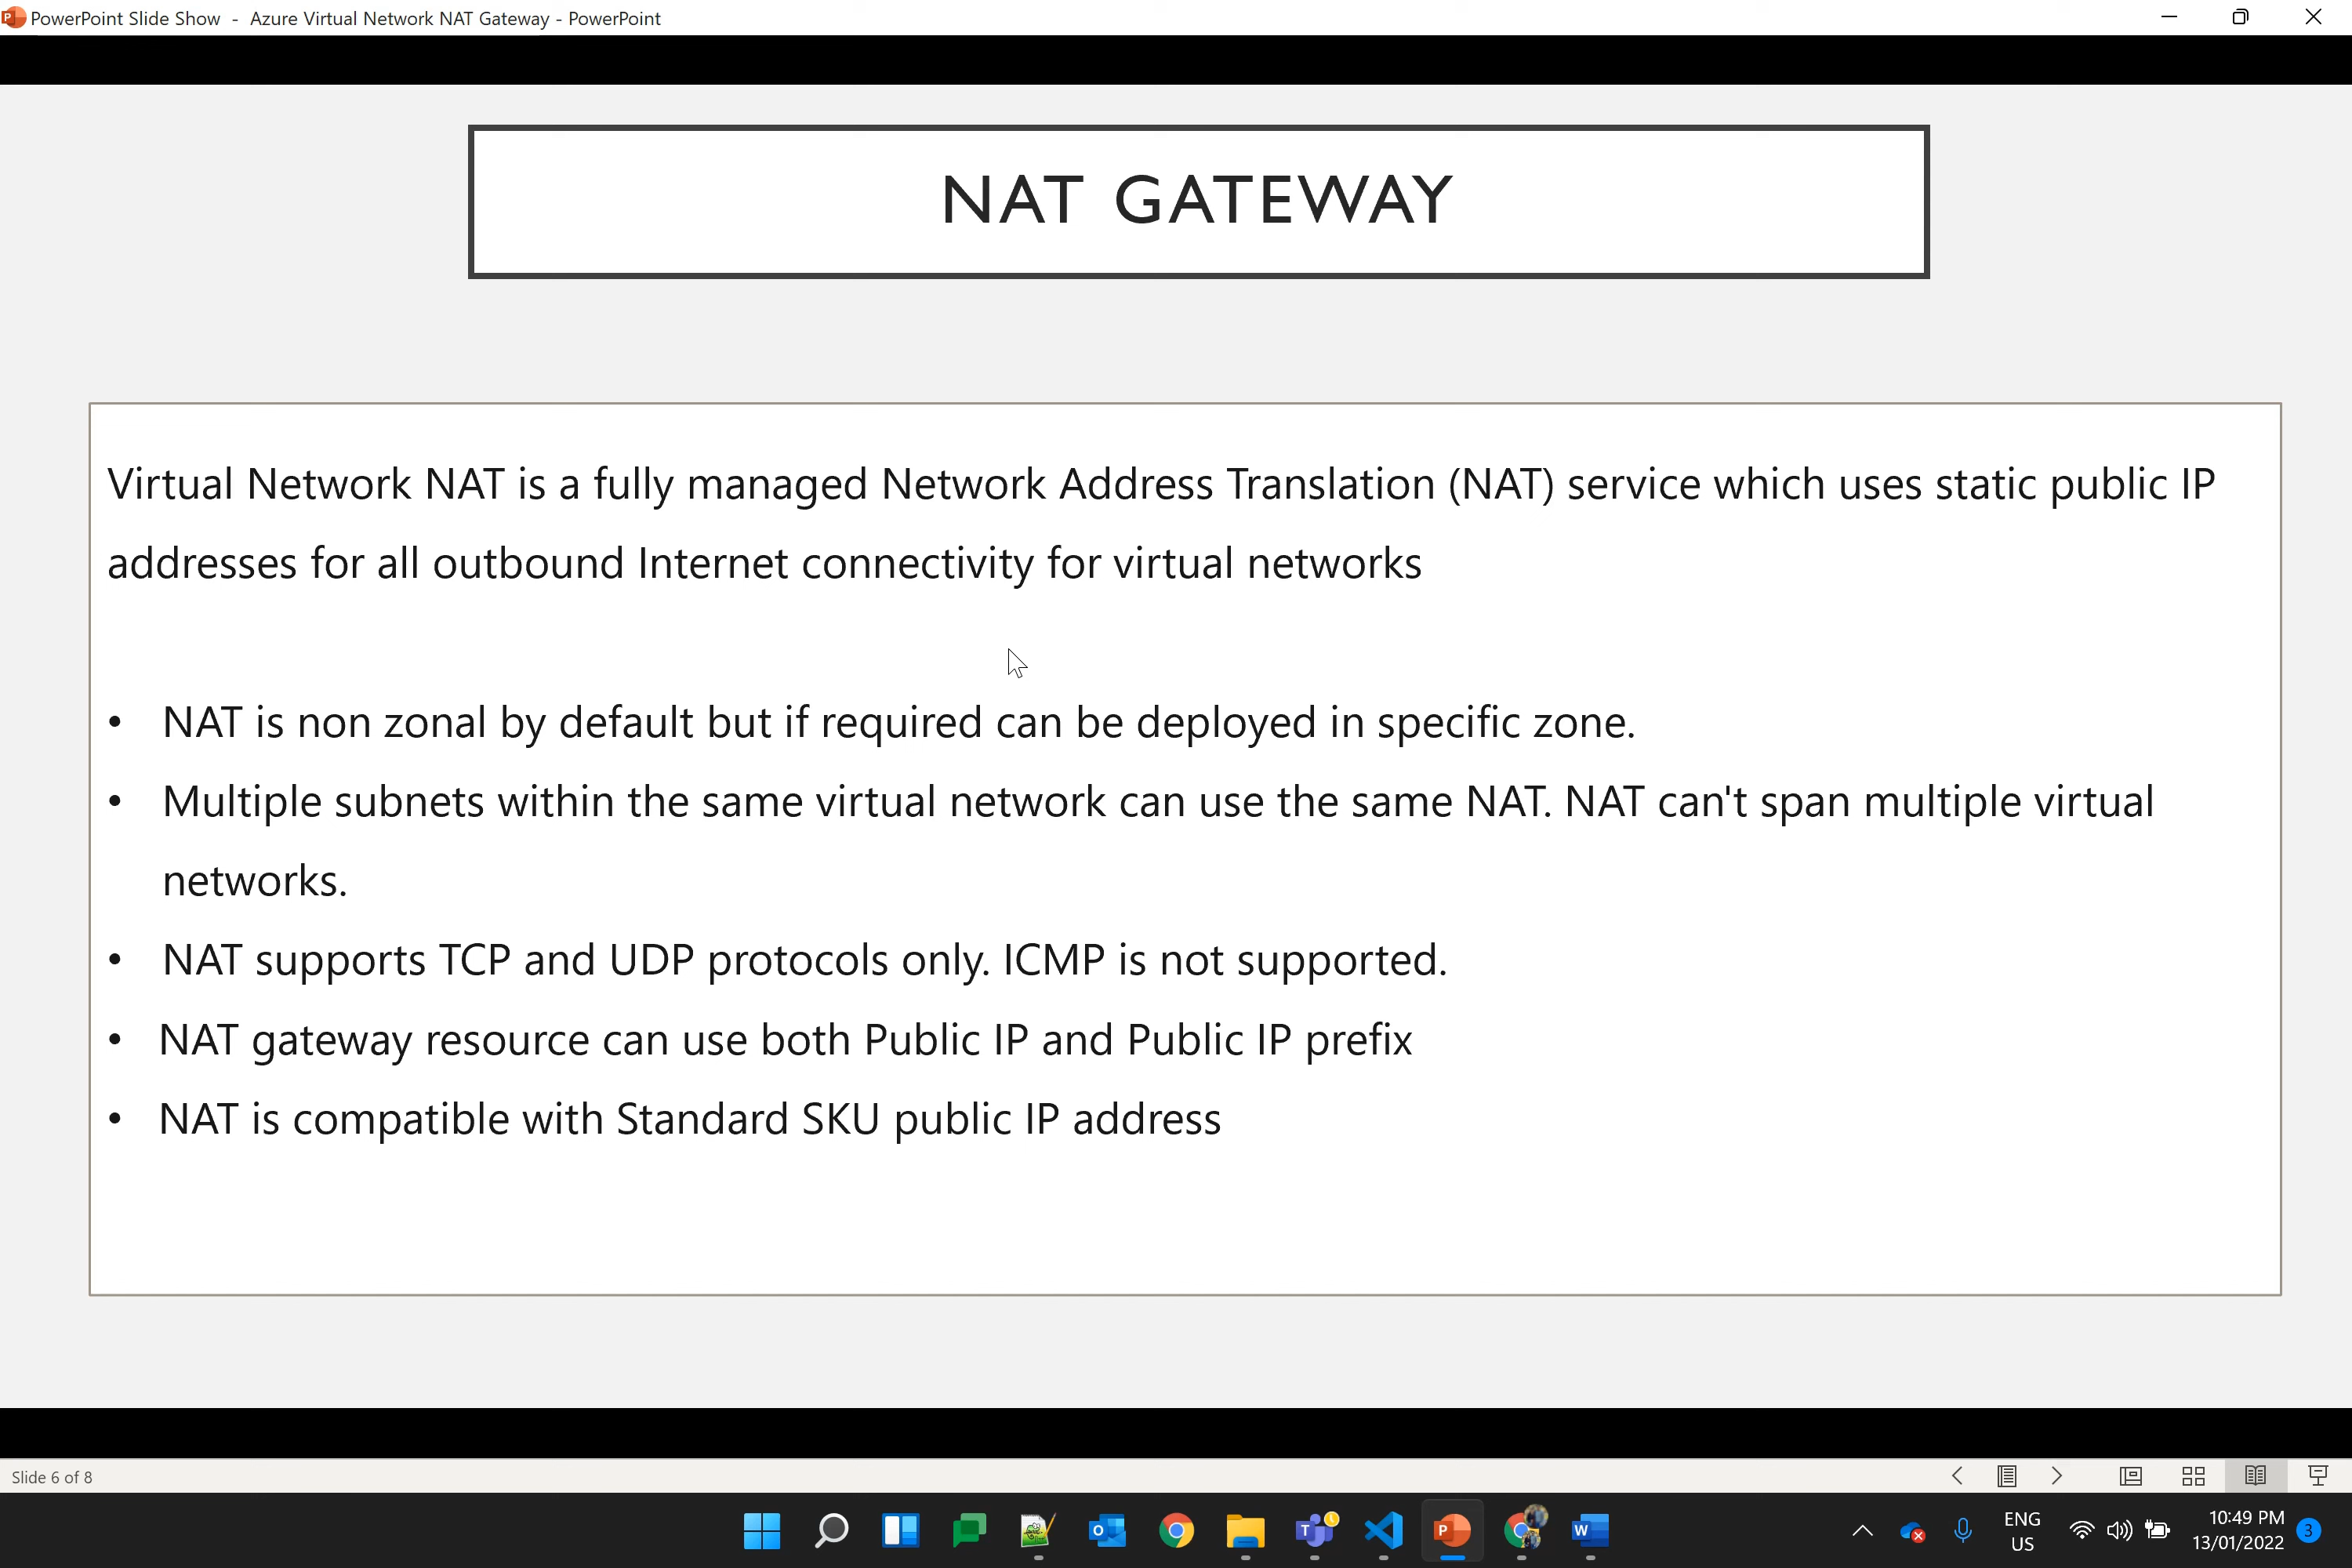 PowerPoint Slide Show - Azure Virtual Network NAT Gateway - PowerPoint
NAT GATEWAY
Virtual Network NAT is a fully managed Network Address Translation (NAT) service which uses static public IP
addresses for all outbound Internet connectivity for virtual networks
• NAT is non zonal by default but if required can be deployed in specific zone.
• Multiple subnets within the same virtual network can use the same NAT. NAT can't span multiple virtual
networks.
• NAT supports TCP and UDP protocols only. ICMP is not supported.
• NAT gateway resource can use both Public IP and Public IP prefix
• NAT is compatible with Standard SKU public IP address
Slide 6 of 8
ENG
US
10:49 PM
13/01/2022
3